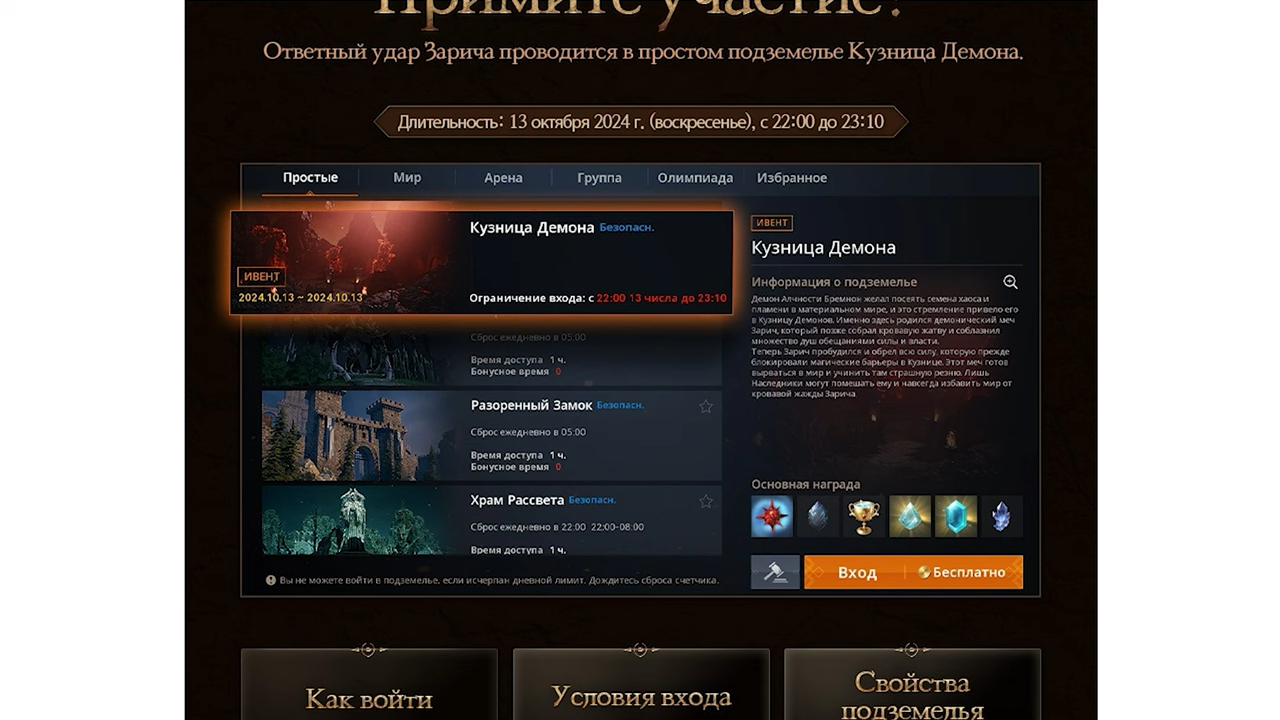 Примите участие!
Ответный удар Зарича проводится в простом подземелье Кузница Демона.
Длительность: 13 октября 2024 г. (воскресенье), с 22:00 до 23:10
Простые
Мир
Арена
Группа
Олимпиада
Избранное
Кузница Демона Безопасн.
ИВЕНТ
2024.10.13 ~ 2024.10.13
Ограничение входа: с 22:00 13 числа до 23:10
Сброс ежедневно в 05:00
Время доступа 1 ч.
Бонусное время 0
Разоренный Замок Безопасн.
Сброс ежедневно в 05:00
Время доступа 1 ч.
Бонусное время 0
Храм Рассвета Безопасн.
Сброс ежедневно в 22:00 22:00-08:00
Время доступа 1 ч.
Вы не можете войти в подземелье, если исчерпан дневной лимит. Дождитесь сброса счетчика.
ИВЕНТ
Кузница Демона
Информация о подземелье
Демон Алчности Бремнон желал посеять семена хаоса и
пламени в материальном мире, и это стремление привело его
в Кузницу Демонов. Именно здесь родился демонический меч
Зарич, который позже собрал кровавую жатву и соблазнил
множество душ обещаниями силы и власти.
Теперь Зарич пробудился и обрел всю силу, которую прежде
блокировали магические барьеры в Кузнице. Этот меч готов
вырваться в мир и учинить там страшную резню. Лишь
Наследники могут помешать ему и навсегда избавить мир от
кровавой жажды Зарича.
Основная награда
Вход
Бесплатно
Как войти
Условия входа
Свойства
подземелья